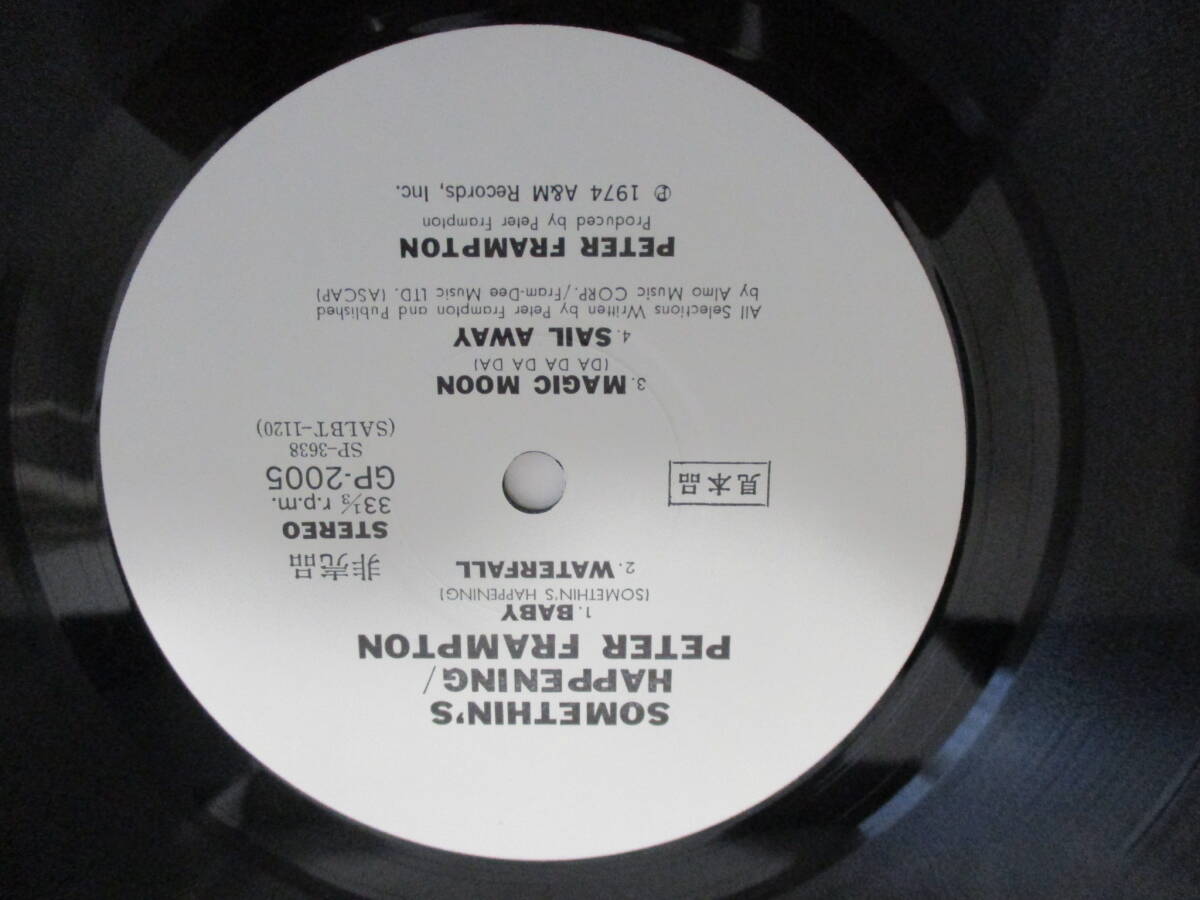 SOMETHIN'S
HAPPENING/
PETER FRAMPTON
1. BABY
(SOMETHIN'S HAPPENING)
2. WATERFALL
非売品
STEREO
33⅓ r.p.m.
GP-2005
SP-3638
(SALBT-1120)
見本品
3. MAGIC MOON
(DA DA DA DA)
4. SAIL AWAY
All Selections Written by Peter Frampton and Published
by Almo Music CORP./Fram-Dee Music LTD. (ASCAP)
PETER FRAMPTON
Produced by Peter Frampton
℗ 1974 A&M Records, Inc.